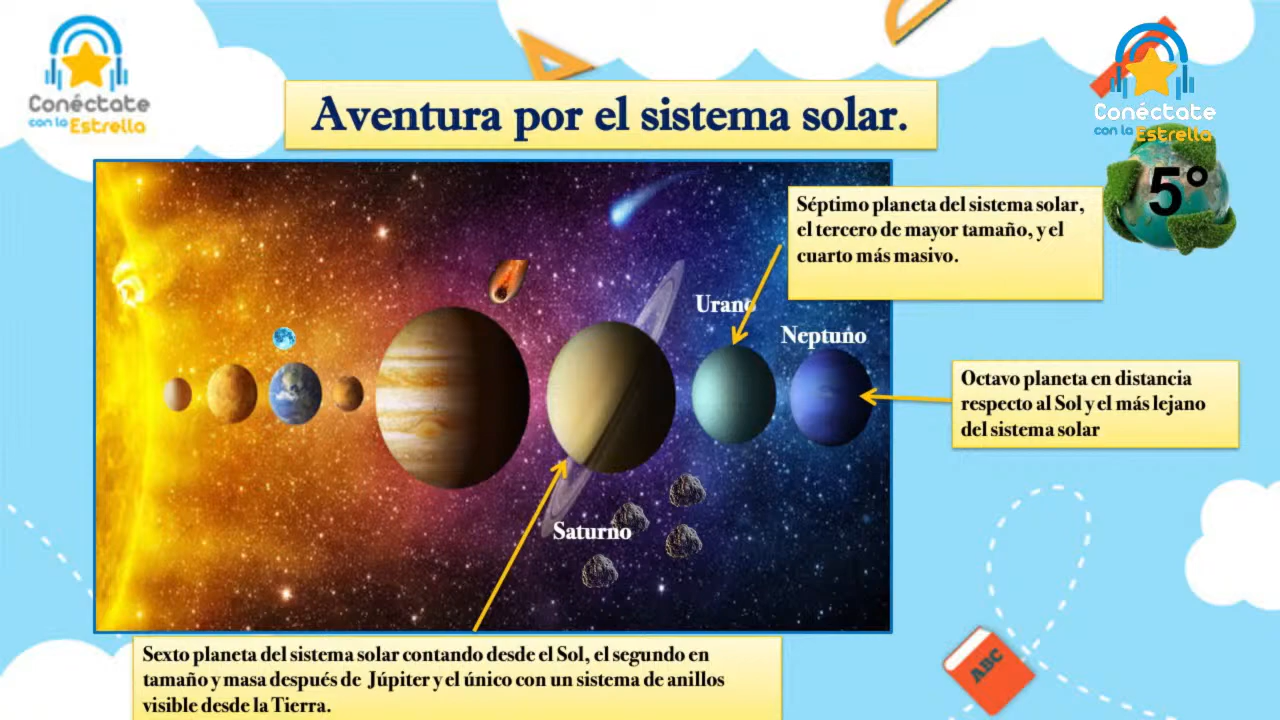 Conéctate
con la Estrella
Aventura por el sistema solar.
Conéctate
con la Estrella
5°
Séptimo planeta del sistema solar,
el tercero de mayor tamaño, y el
cuarto más masivo.
Urano
Neptuno
Octavo planeta en distancia
respecto al Sol y el más lejano
del sistema solar
Saturno
Sexto planeta del sistema solar contando desde el Sol, el segundo en
tamaño y masa después de Júpiter y el único con un sistema de anillos
visible desde la Tierra.
ABC